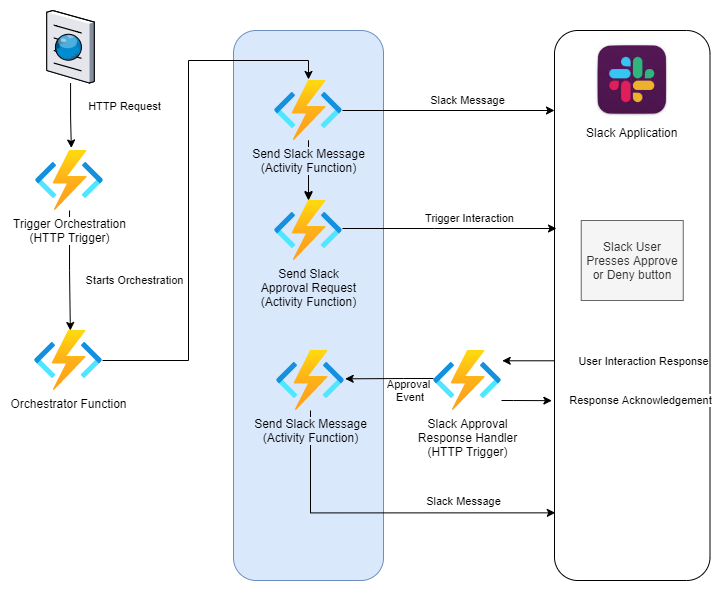 HTTP Request
Trigger Orchestration
(HTTP Trigger)
Starts Orchestration
Orchestrator Function
Send Slack Message
(Activity Function)
Send Slack
Approval Request
(Activity Function)
Send Slack Message
(Activity Function)
Slack Message
Trigger Interaction
Approval
Event
Slack Approval
Response Handler
(HTTP Trigger)
Slack Message
Slack Application
Slack User
Presses Approve
or Deny button
User Interaction Response
Response Acknowledgement